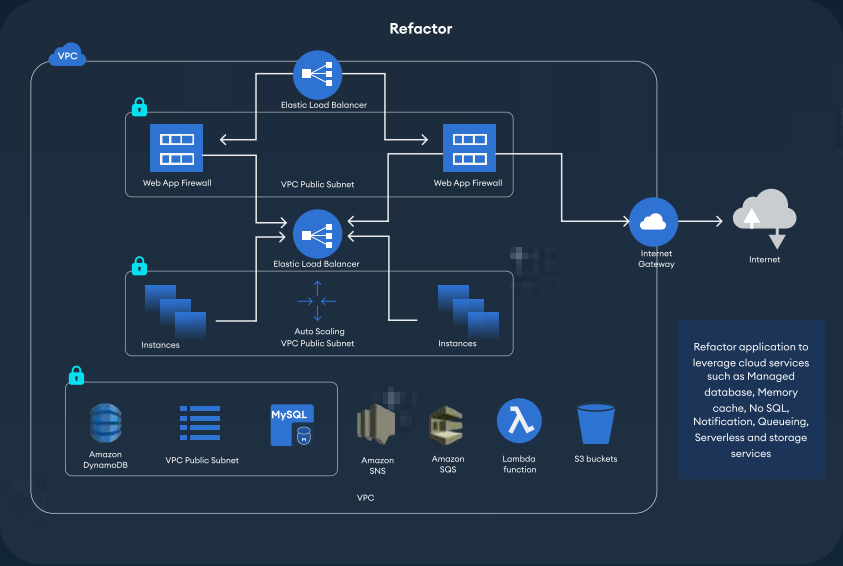 Refactor
VPC
Elastic Load Balancer
Web App Firewall
VPC Public Subnet
Web App Firewall
Elastic Load Balancer
Internet
Gateway
Internet
Instances
Auto Scaling
VPC Public Subnet
Instances
Refactor application to
leverage cloud services
such as Managed
database, Memory
cache, No SQL,
Notification, Queueing,
Serverless and storage
services
Amazon
DynamoDB
VPC Public Subnet
MySQL
M
Amazon
SNS
Amazon
SQS
λ
Lambda
function
S3 buckets
VPC